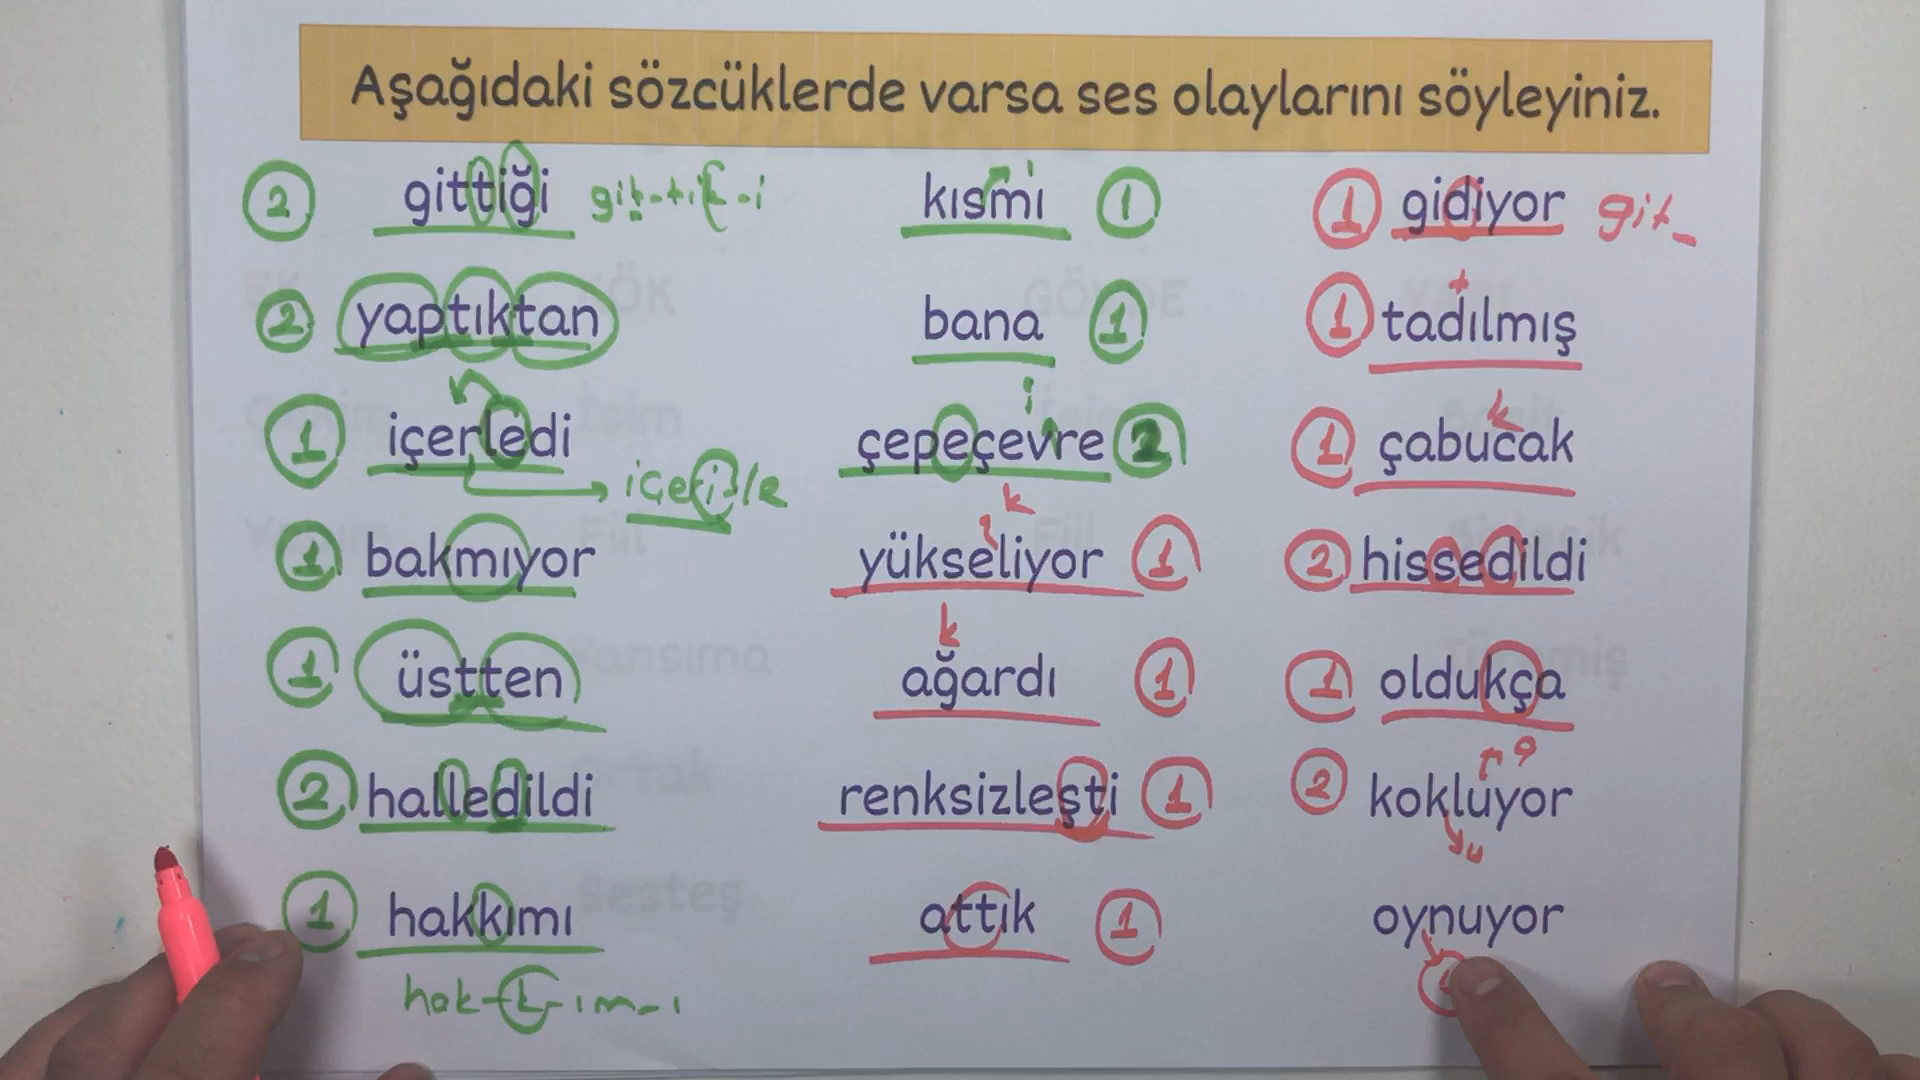 Aşağıdaki sözcüklerde varsa ses olaylarını söyleyiniz.
2 gittiği git-tik-i
2 yaptıktan
1 içerledi
içeri/le
1 bakmıyor
1 üstten
2 halledildi
1 hakkımı
hak-k-ım-ı
kısmı 1
ı
bana 1
çepeçevre 2
i
yükseliyor 1
k
ağardı 1
k
renksizleşti 1
attık 1
1 gidiyor git-
1 tadılmış
t
1 çabucak
k
2 hissedildi
1 oldukça
2 kokluyor
a
u
oynuyor